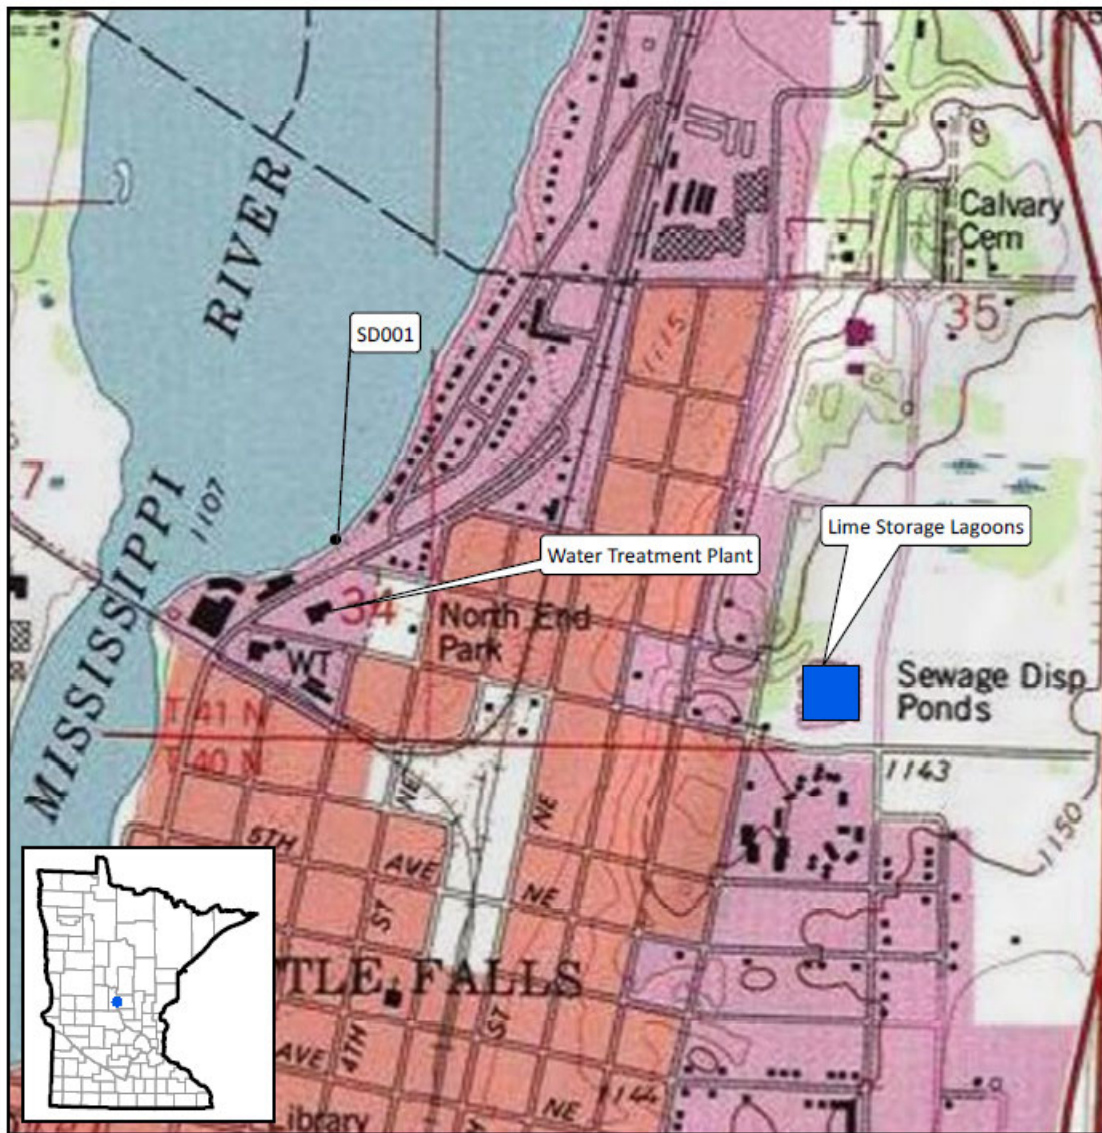 Calvary
Cem
RIVER
35
SD001
1115
7
MISSISSIPPI
1107
Lime Storage Lagoons
Water Treatment Plant
34
North End
Park
WT
Sewage Disp
Ponds
T 41 N
T 40 N
1143
NE
NE
1150
5TH
AVE
NE
ST
TTLE FALLS
ST
AVE
4TH
1144
NE
Library